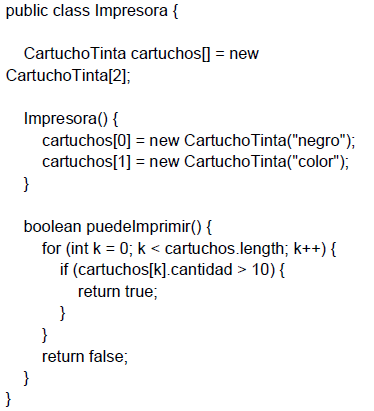 public class Impresora {
CartuchoTinta cartuchos[] = new
CartuchoTinta[2];
Impresora() {
cartuchos[0] = new CartuchoTinta("negro");
cartuchos[1] = new CartuchoTinta("color");
}
boolean puedeImprimir() {
for (int k = 0; k < cartuchos.length; k++) {
if (cartuchos[k].cantidad > 10) {
return true;
}
}
return false;
}
}